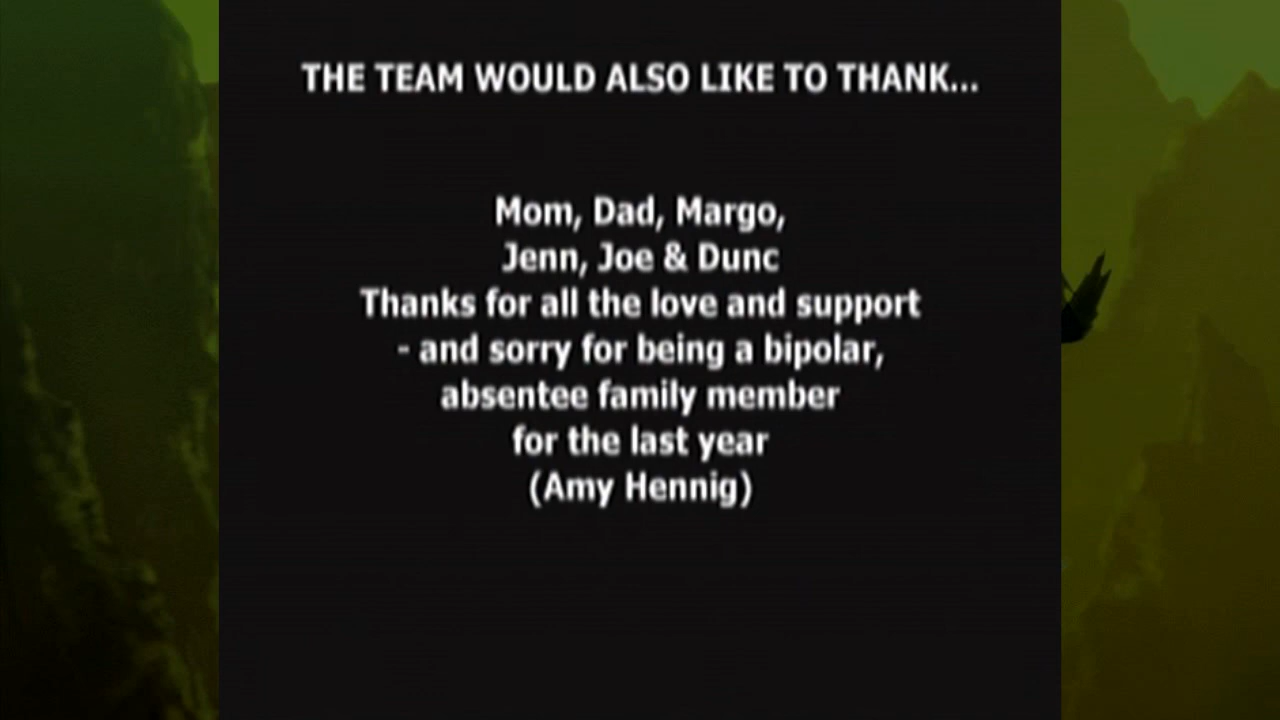 THE TEAM WOULD ALSO LIKE TO THANK...
Mom, Dad, Margo,
Jenn, Joe & Dunc
Thanks for all the love and support
- and sorry for being a bipolar,
absentee family member
for the last year
(Amy Hennig)